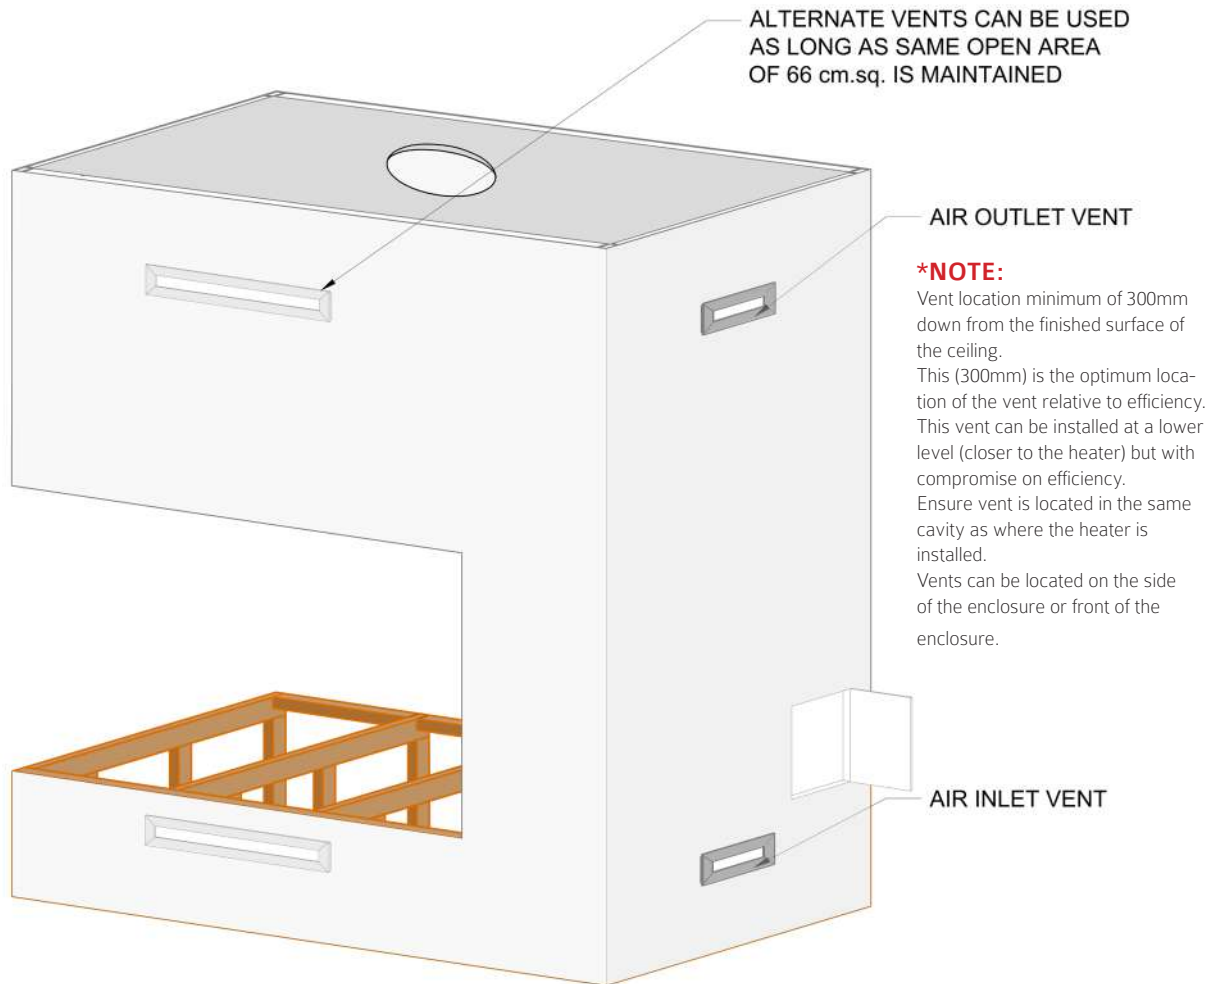 ALTERNATE VENTS CAN BE USED
AS LONG AS SAME OPEN AREA
OF 66 cm.sq. IS MAINTAINED
AIR OUTLET VENT
*NOTE:
Vent location minimum of 300mm
down from the finished surface of
the ceiling.
This (300mm) is the optimum loca-
tion of the vent relative to efficiency.
This vent can be installed at a lower
level (closer to the heater) but with
compromise on efficiency.
Ensure vent is located in the same
cavity as where the heater is
installed.
Vents can be located on the side
of the enclosure or front of the
enclosure.
AIR INLET VENT